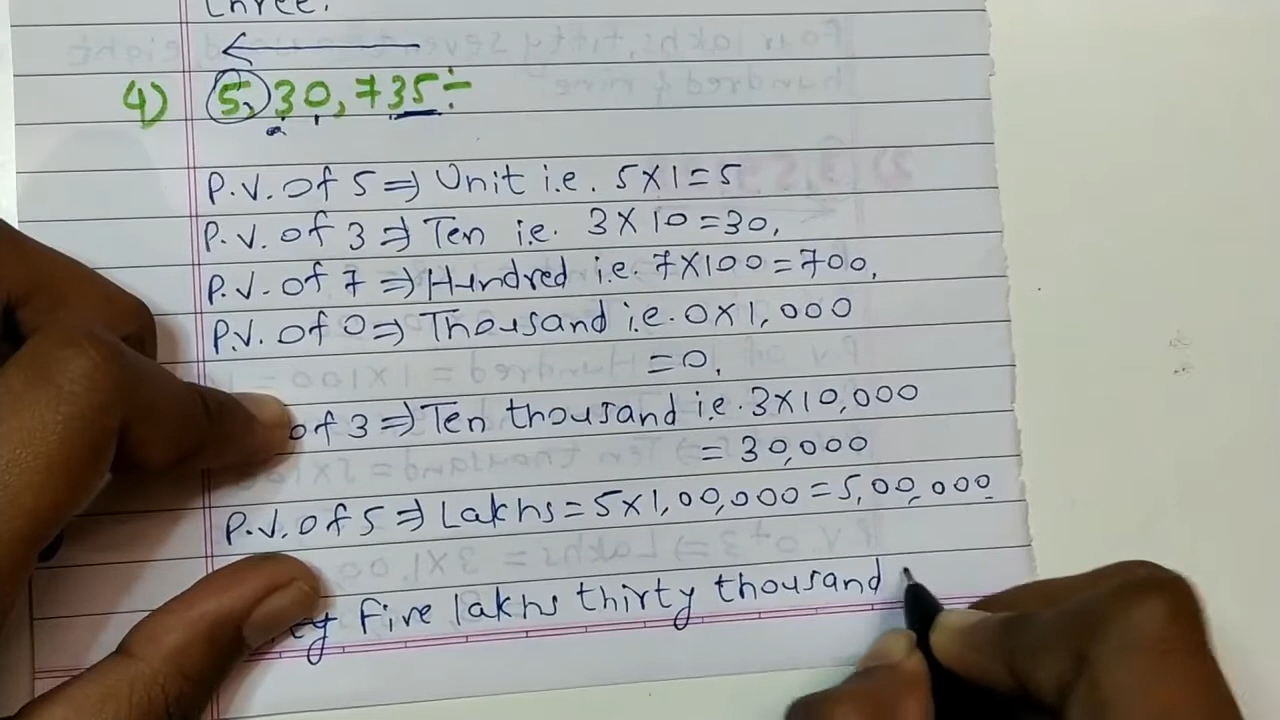 three.
4) 5,30,735÷
P.V. of 5 ⇒ Unit i.e. 5×1=5
P.V. of 3 ⇒ Ten i.e. 3×10=30,
P.V. of 7 ⇒ Hundred i.e. 7×100=700,
P.V. of 0 ⇒ Thousand i.e. 0×1,000
=0,
of 3 ⇒ Ten thousand i.e. 3×10,000
= 30,000
P.V. of 5 ⇒ Lakhs = 5×1,00,000 = 5,00,000
Five lakhs thirty thousand